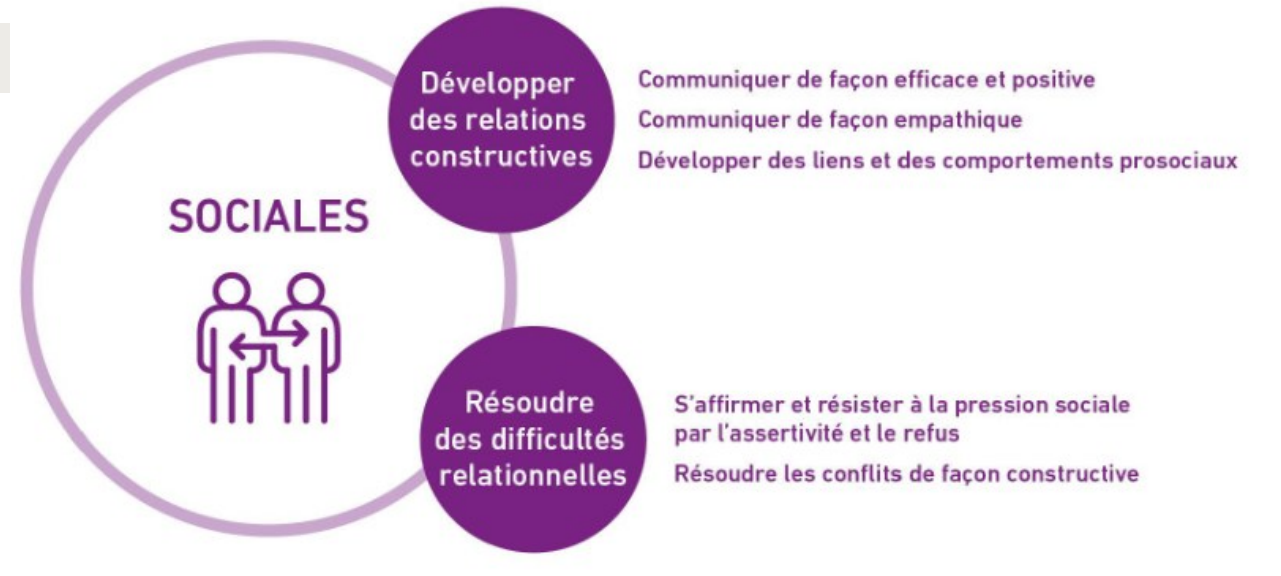 SOCIALES
Développer
des relations
constructives
Communiquer de façon efficace et positive
Communiquer de façon empathique
Développer des liens et des comportements prosociaux
Résoudre
des difficultés
relationnelles
S'affirmer et résister à la pression sociale
par l'assertivité et le refus
Résoudre les conflits de façon constructive